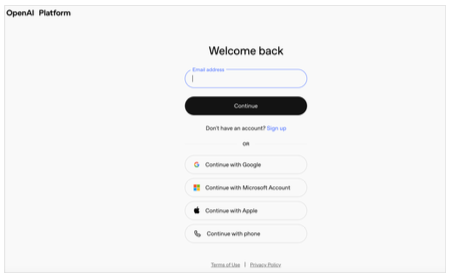 OpenAI Platform
Welcome back
Email address
Continue
Don't have an account? Sign up
OR
Continue with Google
Continue with Microsoft Account
Continue with Apple
Continue with phone
Terms of Use | Privacy Policy